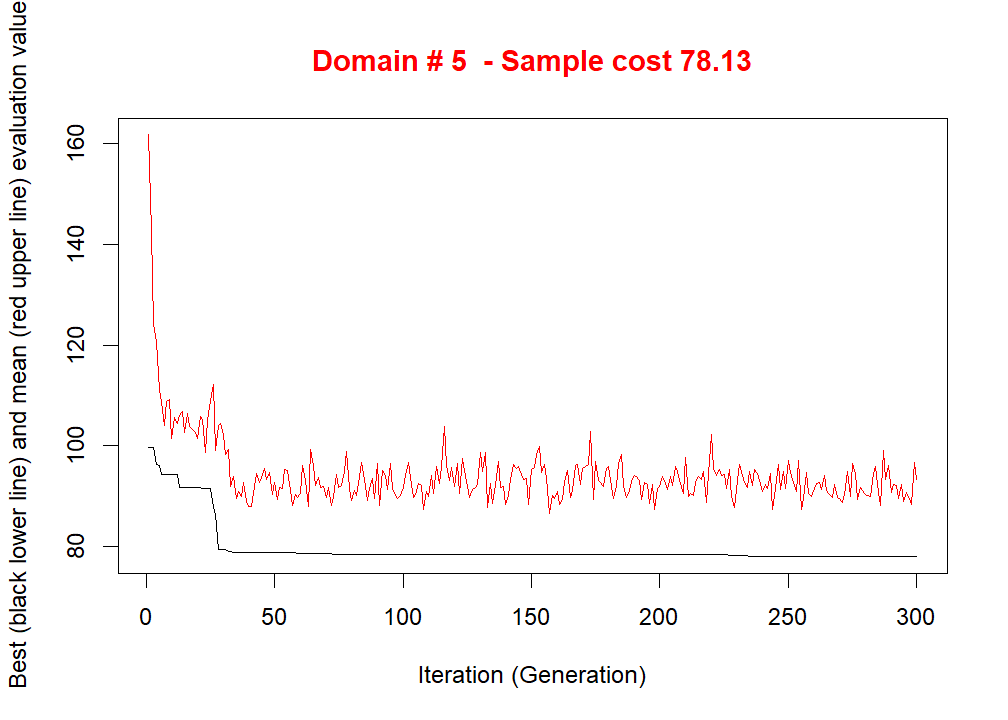 Domain # 5  - Sample cost 78.13
Best (black lower line) and mean (red upper line) evaluation value
160
140
120
100
80
0 50 100 150 200 250 300
Iteration (Generation)